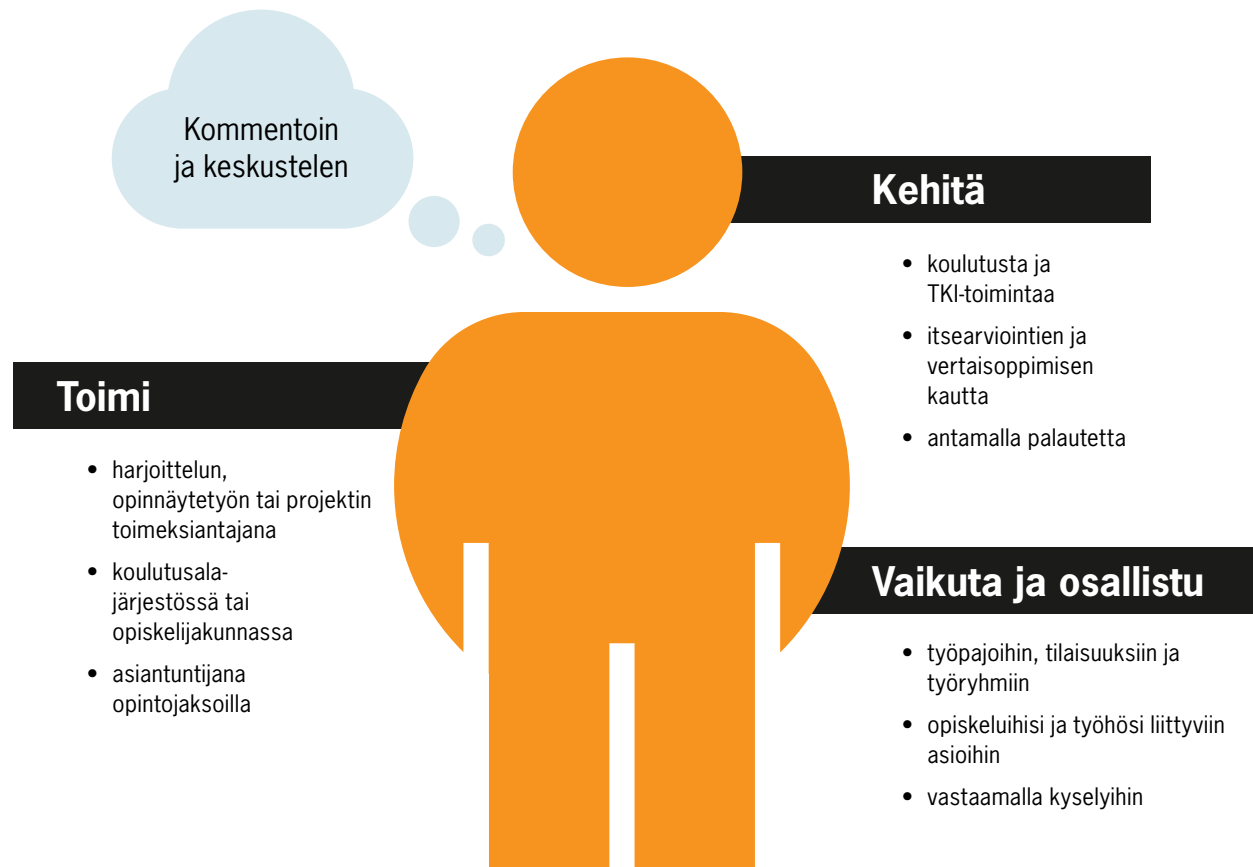 Kommentoin
ja keskustelen
Kehitä
• koulutusta ja
TKI-toimintaa
• itsearviointien ja
vertaisoppimisen
kautta
• antamalla palautetta
Toimi
• harjoittelun,
opinnäytetyön tai projektin
toimeksiantajana
• koulutusala-
järjestössä tai
opiskelijakunnassa
• asiantuntijana
opintojaksoilla
Vaikuta ja osallistu
• työpajoihin, tilaisuuksiin ja
työryhmiin
• opiskeluihisi ja työhösi liittyviin
asioihin
• vastaamalla kyselyihin